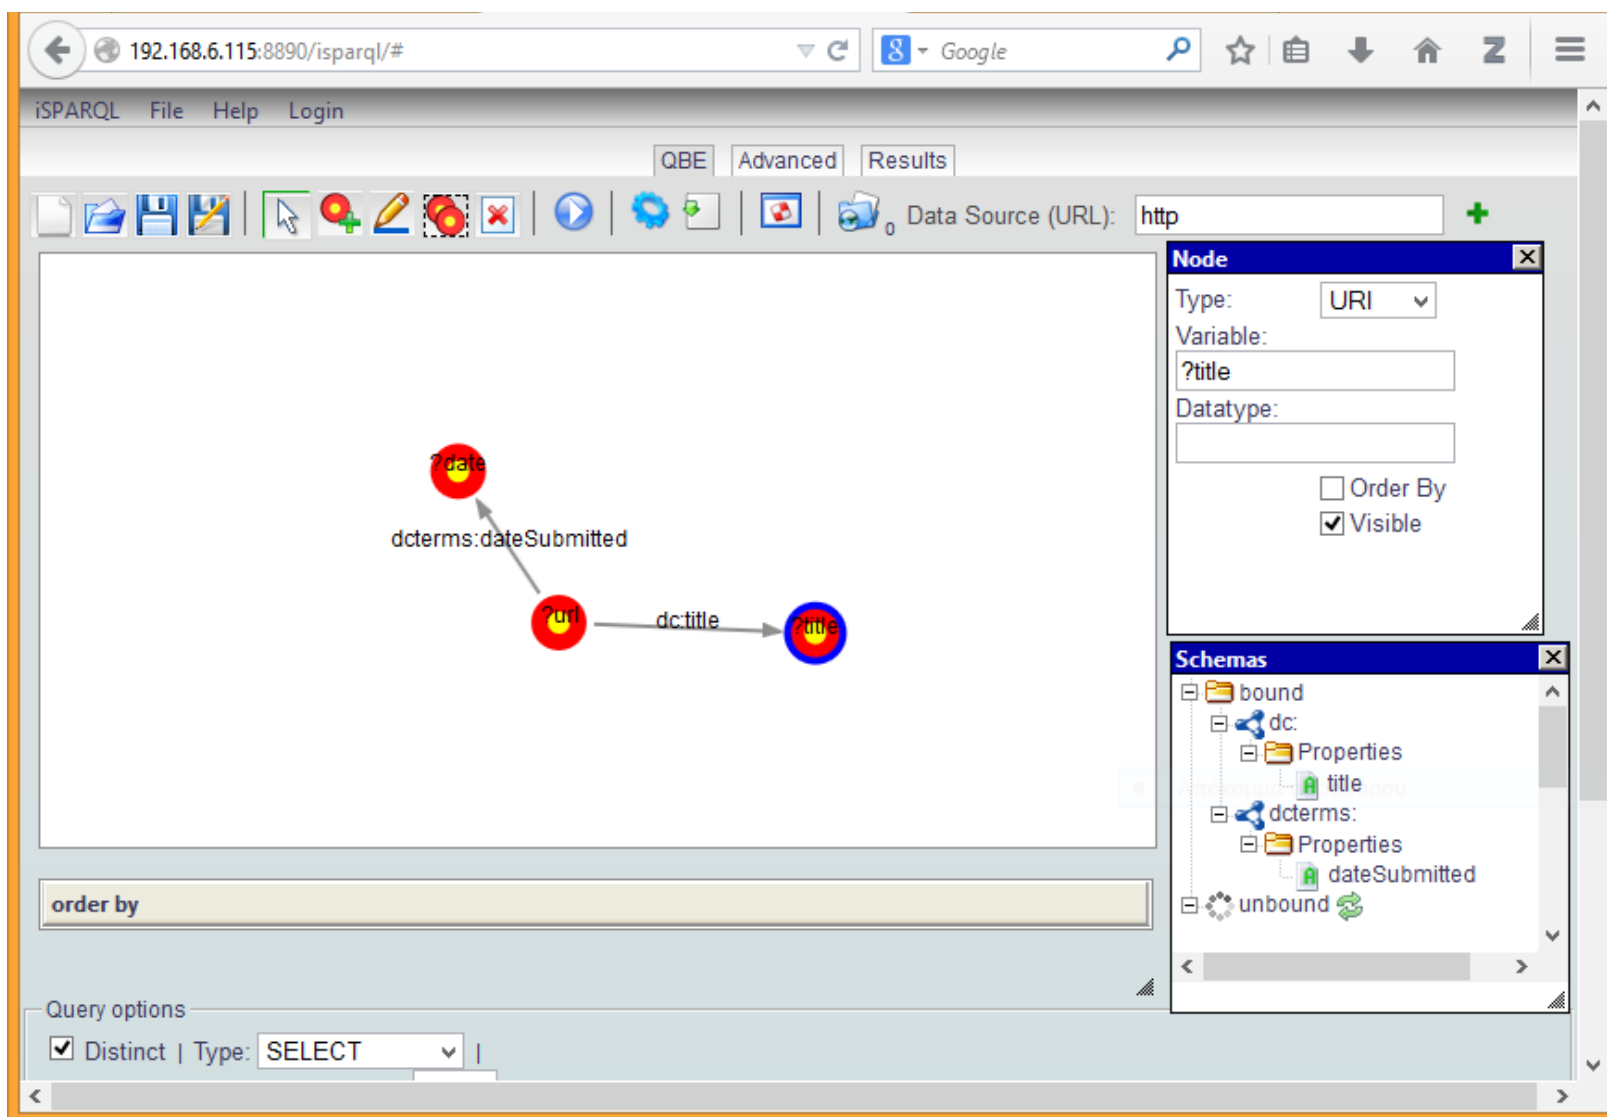 192.168.6.115:8890/isparql/#
8 Google
Z
iSPARQL File Help Login
QBE Advanced Results
0 Data Source (URL): http
Node
Type: URI
Variable:
?title
Datatype:
Order By
Visible
?date
dcterms:dateSubmitted
?url
dc:title
?title
Schemas
bound
dc:
Properties
title
dcterms:
Properties
dateSubmitted
unbound
order by
Query options
Distinct | Type: SELECT |